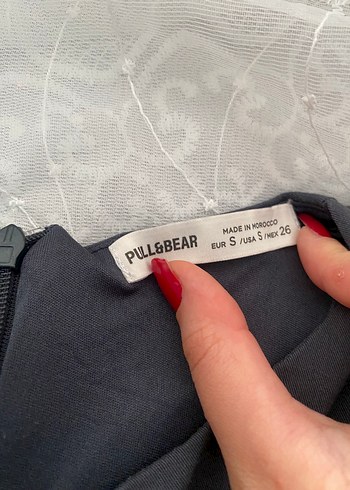 PULL&BEAR
MADE IN MOROCCO
EUR S /USA S /MEX 26